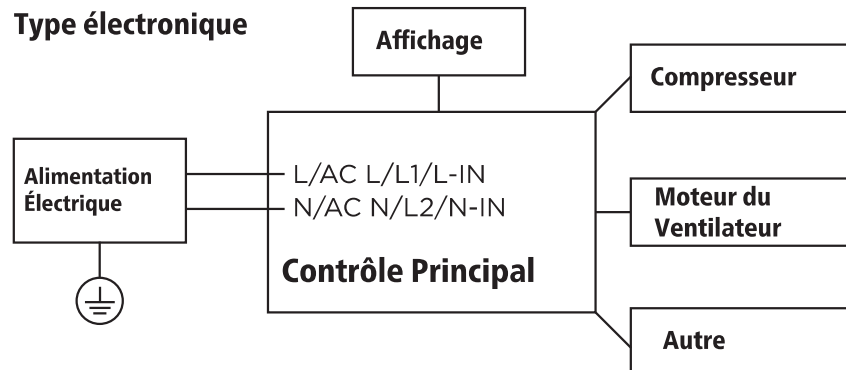 Type électronique
Affichage
Compresseur
Alimentation
Électrique
L/AC L/L1/L-IN
N/AC N/L2/N-IN
Contrôle Principal
Moteur du
Ventilateur
Autre